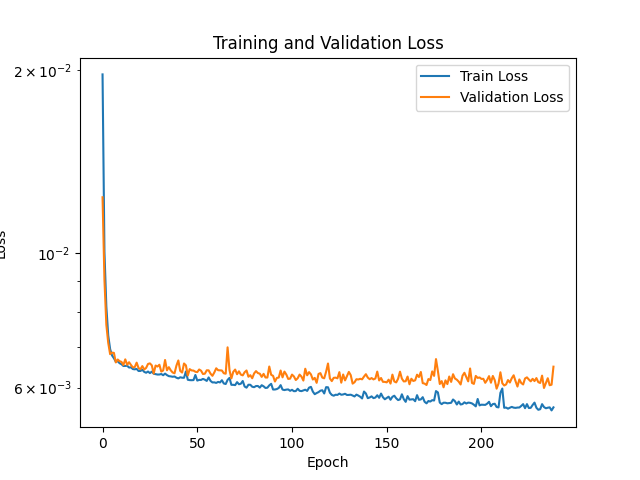 Training and Validation Loss
2 × 10⁻²
Train Loss
Validation Loss
10⁻²
Loss
6 × 10⁻³
0 50 100 150 200
Epoch